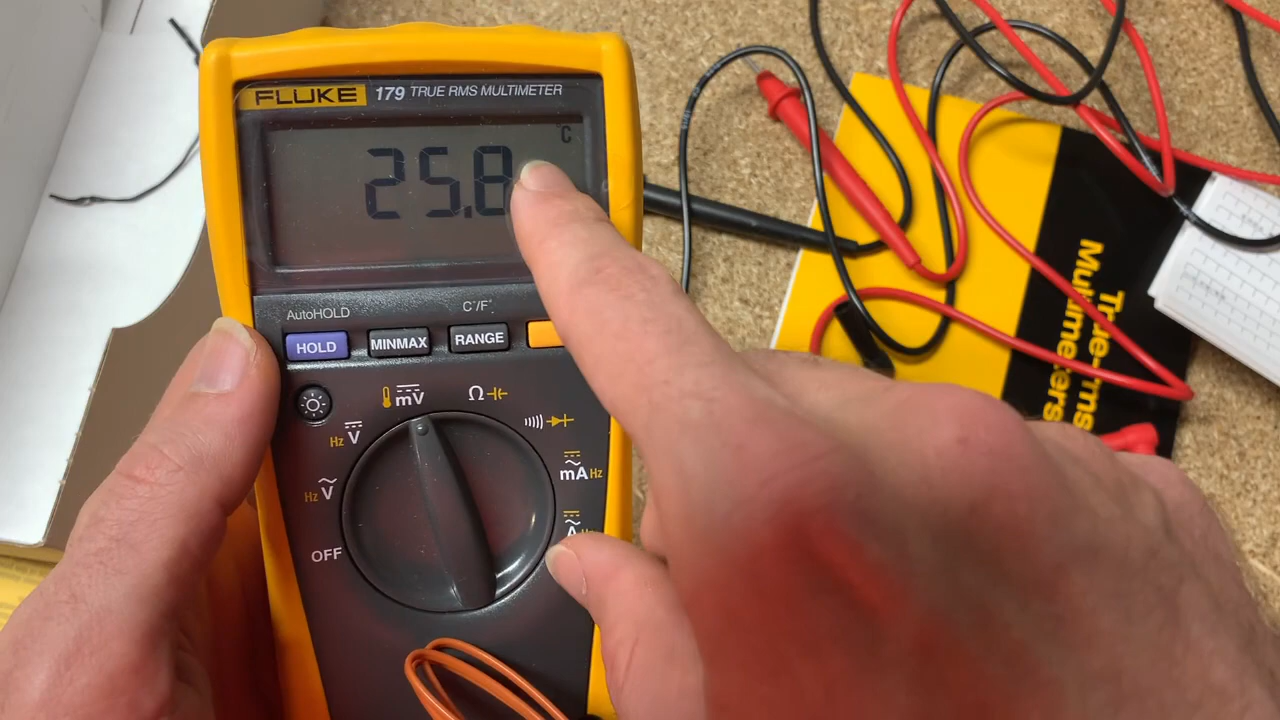 FLUKE 179 TRUE RMS MULTIMETER
C
25.8
AutoHOLD
C°/F°
HOLD
MINMAX
RANGE
mV
Ω
Hz V
mA Hz
Hz V
A Hz
OFF
True-rms
Multimeters